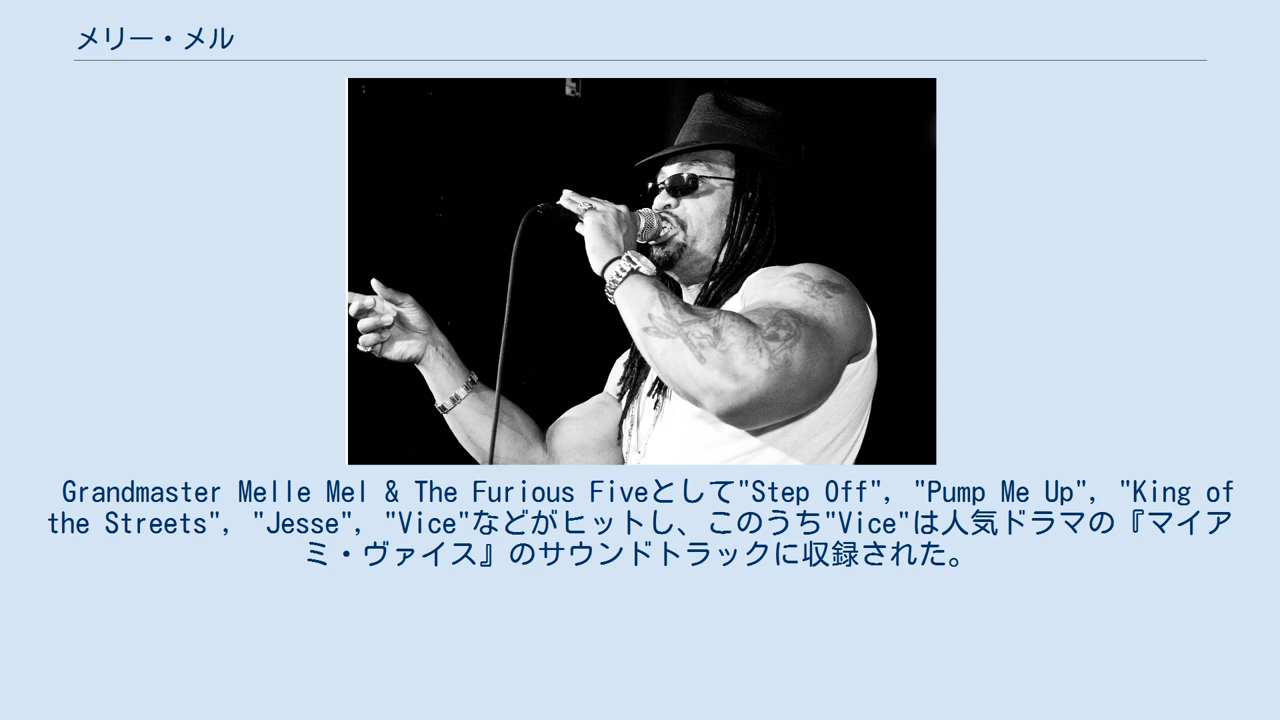 メリー・メル
Grandmaster Melle Mel & The Furious Fiveとして"Step Off", "Pump Me Up", "King of
the Streets", "Jesse", "Vice"などがヒットし、このうち"Vice"は人気ドラマの『マイア
ミ・ヴァイス』のサウンドトラックに収録された。